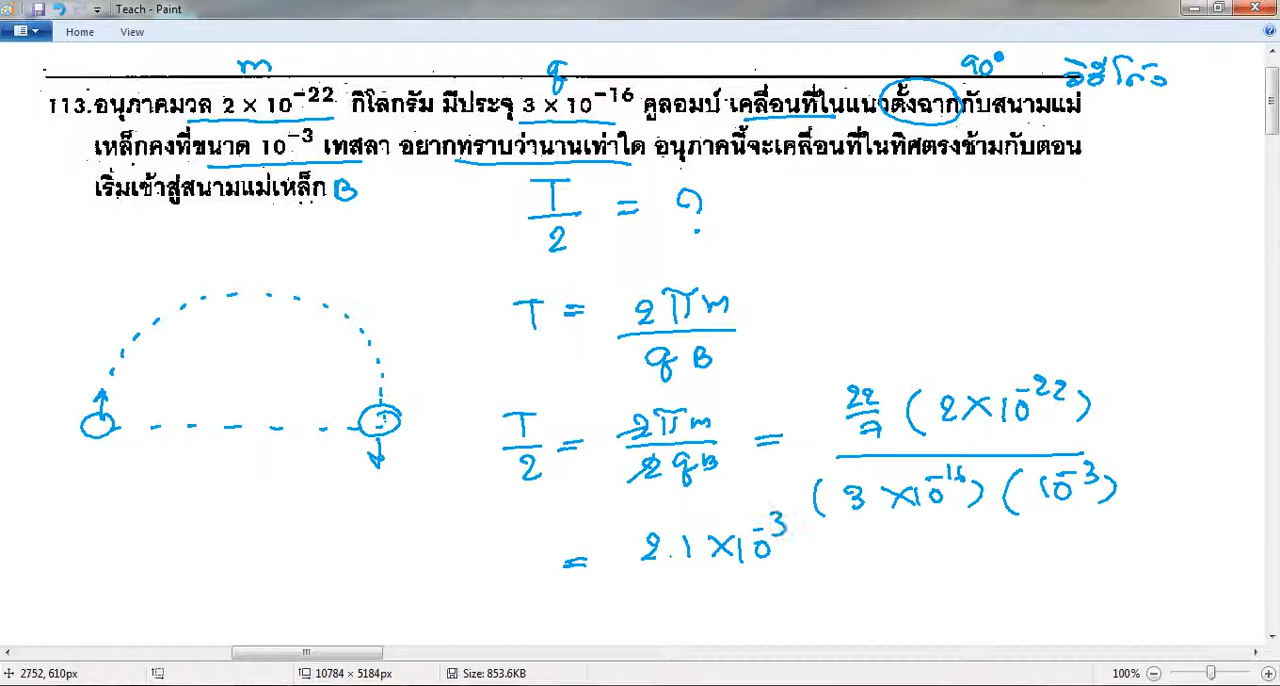 Teach - Paint
Home View
m q 90° วิถีโค้ง
113. อนุภาคมวล 2 × 10⁻²² กิโลกรัม มีประจุ 3 × 10⁻¹⁶ คูลอมบ์ เคลื่อนที่ในแนวตั้งฉากกับสนามแม่
เหล็กคงที่ขนาด 10⁻³ เทสลา อยากทราบว่านานเท่าใด อนุภาคนี้จะเคลื่อนที่ในทิศตรงข้ามกับตอน
เริ่มเข้าสู่สนามแม่เหล็ก B
T/2 = ?
T = 2πm / qB
T/2 = 2πm / 2qB = 22/7 (2×10⁻²²) / (3×10⁻¹⁶)(10⁻³)
= 2.1×10⁻³
2752, 610px 10784 × 5184px Size: 853.6KB 100%